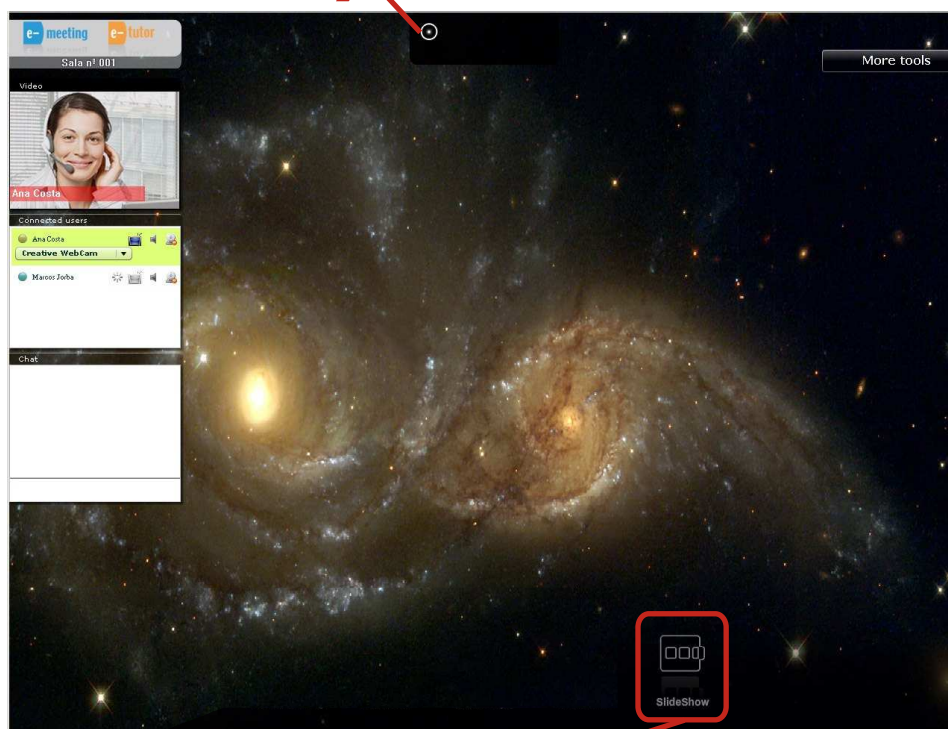 e- meeting e- tutor
Sala nº 001
More tools
Video
Ana Costa
Connected users
Ana Costa
Creative WebCam
Marcos Jorba
Chat
SlideShow